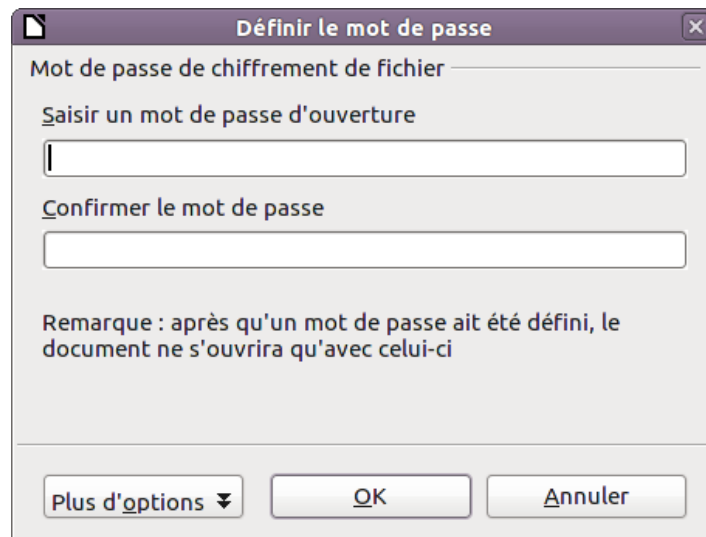 Définir le mot de passe
Mot de passe de chiffrement de fichier
Saisir un mot de passe d'ouverture
Confirmer le mot de passe
Remarque : après qu'un mot de passe ait été défini, le
document ne s'ouvrira qu'avec celui-ci
Plus d'options OK Annuler